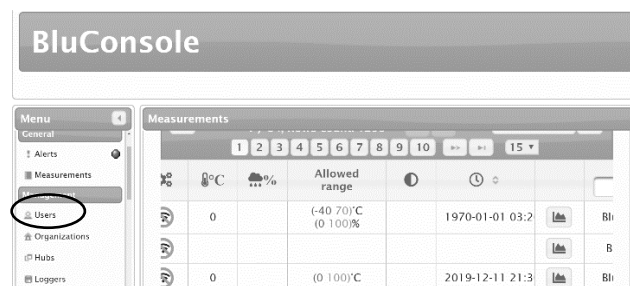 BluConsole
Menu
Measurements
General
Alerts
Measurements
Management
Users
Organizations
Hubs
Loggers
1 2 3 4 5 6 7 8 9 10 15
°C % Allowed range
0 (-40 70)°C 1970-01-01 03:2
(0 100)%
0 (0 100)°C 2019-12-11 21:3